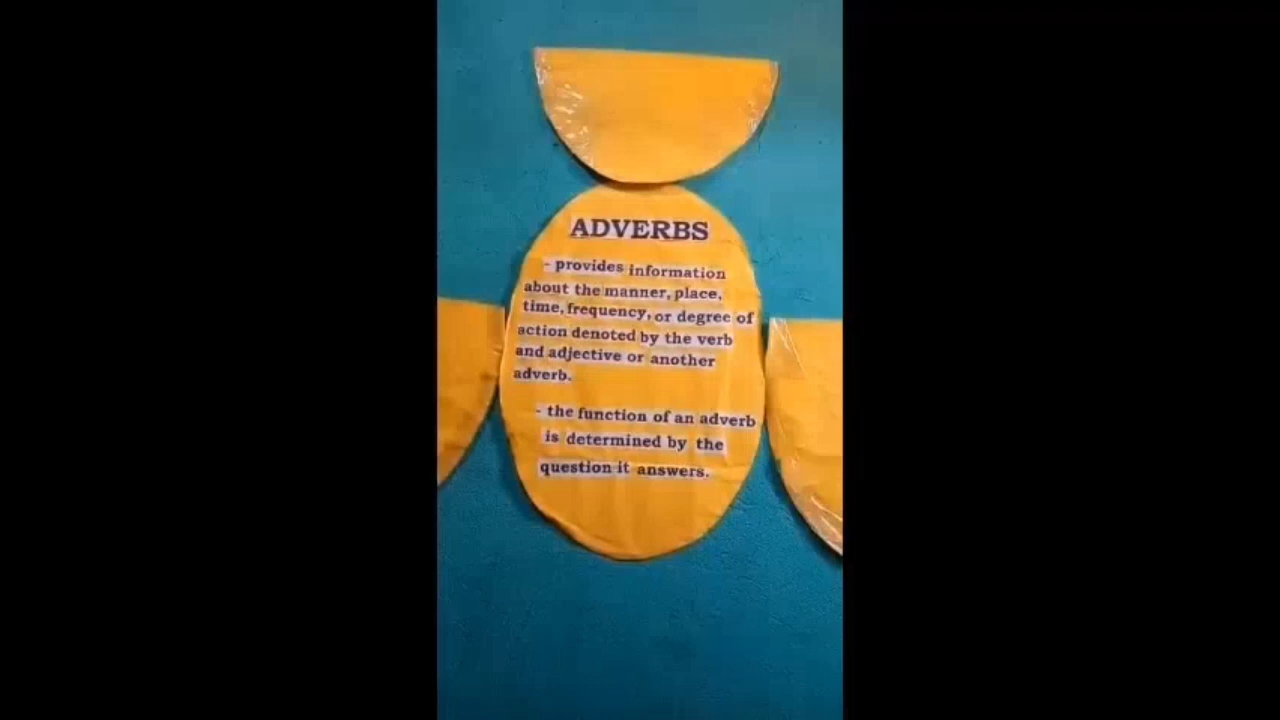 ADVERBS
- provides information
about the manner, place,
time, frequency, or degree of
action denoted by the verb
and adjective or another
adverb.
- the function of an adverb
is determined by the
question it answers.